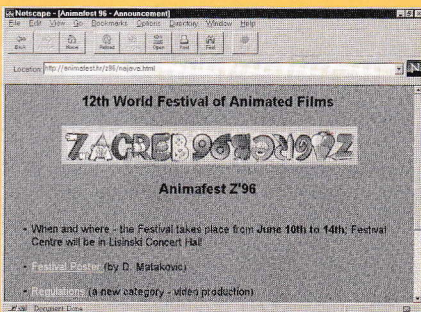 Netscape - [Animafest 96 - Announcement]
File Edit View Go Bookmarks Options Directory Window Help
Back Home Reload Open Print Find
Location: http://animafest.hr/z96/najava.html
N
12th World Festival of Animated Films
ZAGREB 96
Animafest Z'96
• When and where - the Festival takes place from June 10th to 14th; Festival
Centre will be in Lisinski Concert Hall
• Festival Poster (by D. Mataković)
• Regulations (a new category - video production)
Document Done